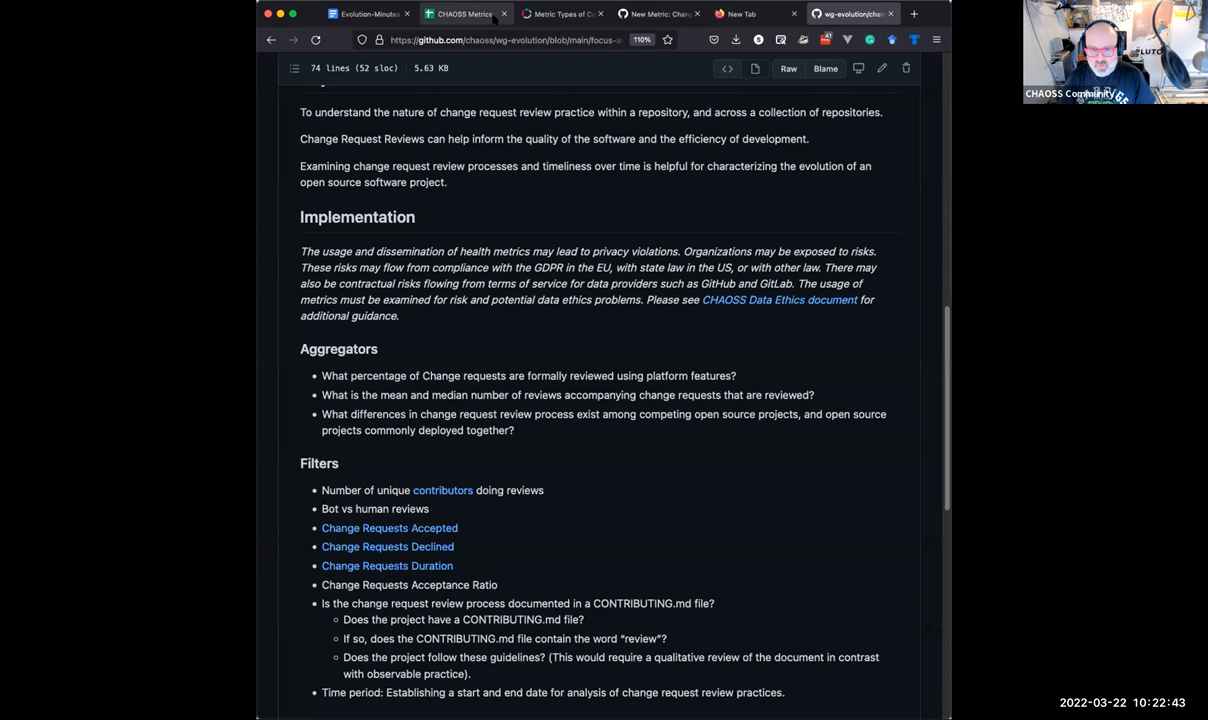 Evolution-Minutes
CHAOSS Metrics
Metric Types of Co
New Metric: Chan
New Tab
wg-evolution/cha
https://github.com/chaoss/wg-evolution/blob/main/focus-a
110%
41
74 lines (52 sloc)
5.63 KB
Raw
Blame
To understand the nature of change request review practice within a repository, and across a collection of repositories.
Change Request Reviews can help inform the quality of the software and the efficiency of development.
Examining change request review processes and timeliness over time is helpful for characterizing the evolution of an
open source software project.
Implementation
The usage and dissemination of health metrics may lead to privacy violations. Organizations may be exposed to risks.
These risks may flow from compliance with the GDPR in the EU, with state law in the US, or with other law. There may
also be contractual risks flowing from terms of service for data providers such as GitHub and GitLab. The usage of
metrics must be examined for risk and potential data ethics problems. Please see CHAOSS Data Ethics document for
additional guidance.
Aggregators
What percentage of Change requests are formally reviewed using platform features?
What is the mean and median number of reviews accompanying change requests that are reviewed?
What differences in change request review process exist among competing open source projects, and open source
projects commonly deployed together?
Filters
Number of unique contributors doing reviews
Bot vs human reviews
Change Requests Accepted
Change Requests Declined
Change Requests Duration
Change Requests Acceptance Ratio
Is the change request review process documented in a CONTRIBUTING.md file?
Does the project have a CONTRIBUTING.md file?
If so, does the CONTRIBUTING.md file contain the word “review”?
Does the project follow these guidelines? (This would require a qualitative review of the document in contrast
with observable practice).
Time period: Establishing a start and end date for analysis of change request review practices.
PLUTO
CHAOSS Community
2022-03-22 10:22:43